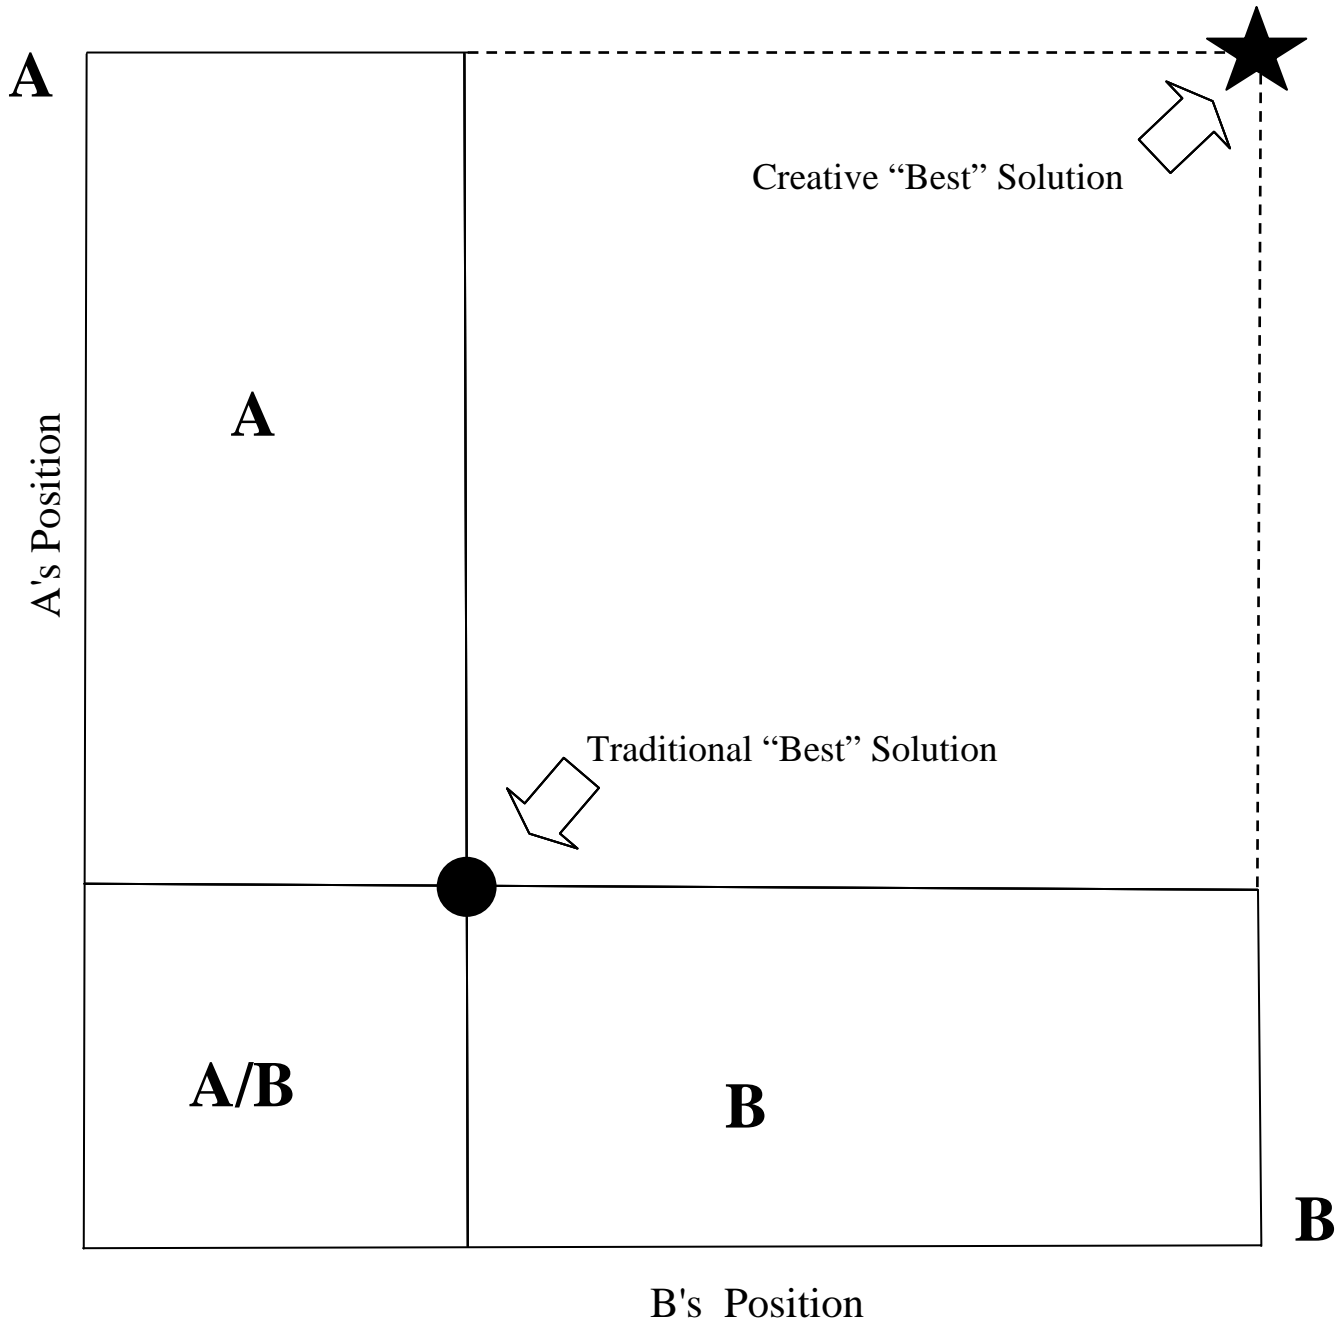 A
Creative “Best” Solution
A
A's Position
Traditional “Best” Solution
A/B
B
B
B's Position